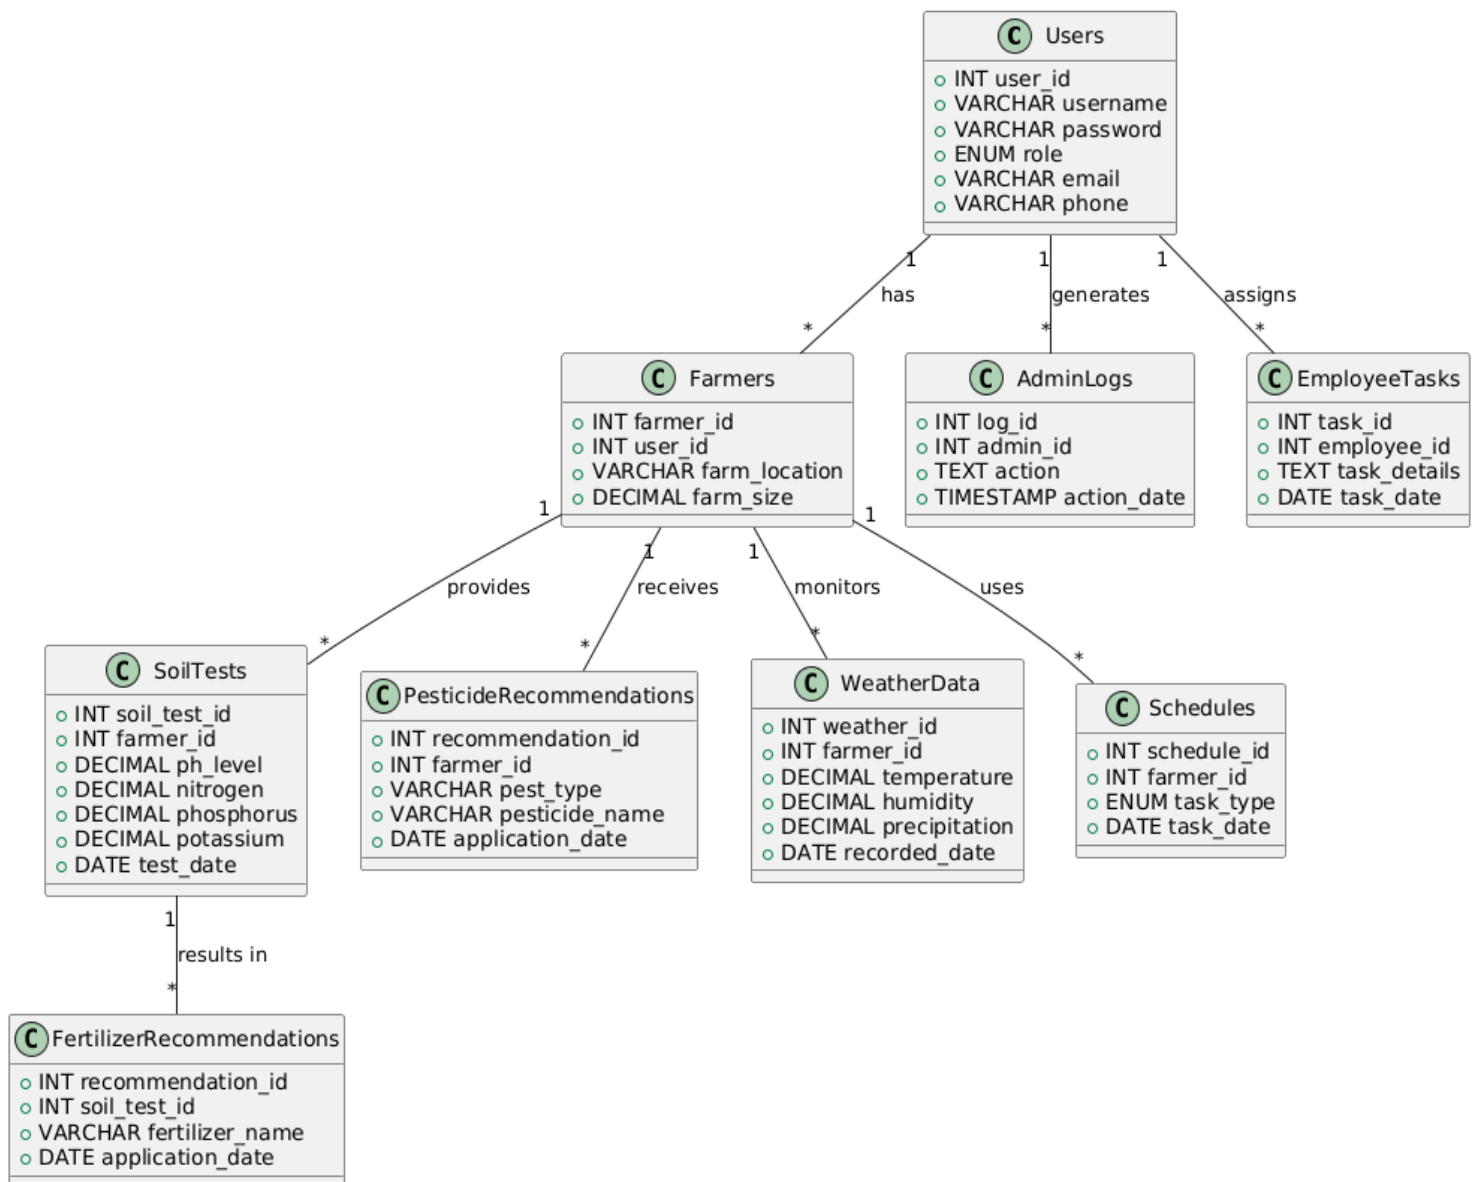 C Users
INT user_id
VARCHAR username
VARCHAR password
ENUM role
VARCHAR email
VARCHAR phone
1
1
1
has
generates
assigns
*
*
*
C Farmers
INT farmer_id
INT user_id
VARCHAR farm_location
DECIMAL farm_size
C AdminLogs
INT log_id
INT admin_id
TEXT action
TIMESTAMP action_date
C EmployeeTasks
INT task_id
INT employee_id
TEXT task_details
DATE task_date
1
1
1
1
provides
receives
monitors
uses
*
*
*
*
C SoilTests
INT soil_test_id
INT farmer_id
DECIMAL ph_level
DECIMAL nitrogen
DECIMAL phosphorus
DECIMAL potassium
DATE test_date
C PesticideRecommendations
INT recommendation_id
INT farmer_id
VARCHAR pest_type
VARCHAR pesticide_name
DATE application_date
C WeatherData
INT weather_id
INT farmer_id
DECIMAL temperature
DECIMAL humidity
DECIMAL precipitation
DATE recorded_date
C Schedules
INT schedule_id
INT farmer_id
ENUM task_type
DATE task_date
1
results in
*
C FertilizerRecommendations
INT recommendation_id
INT soil_test_id
VARCHAR fertilizer_name
DATE application_date